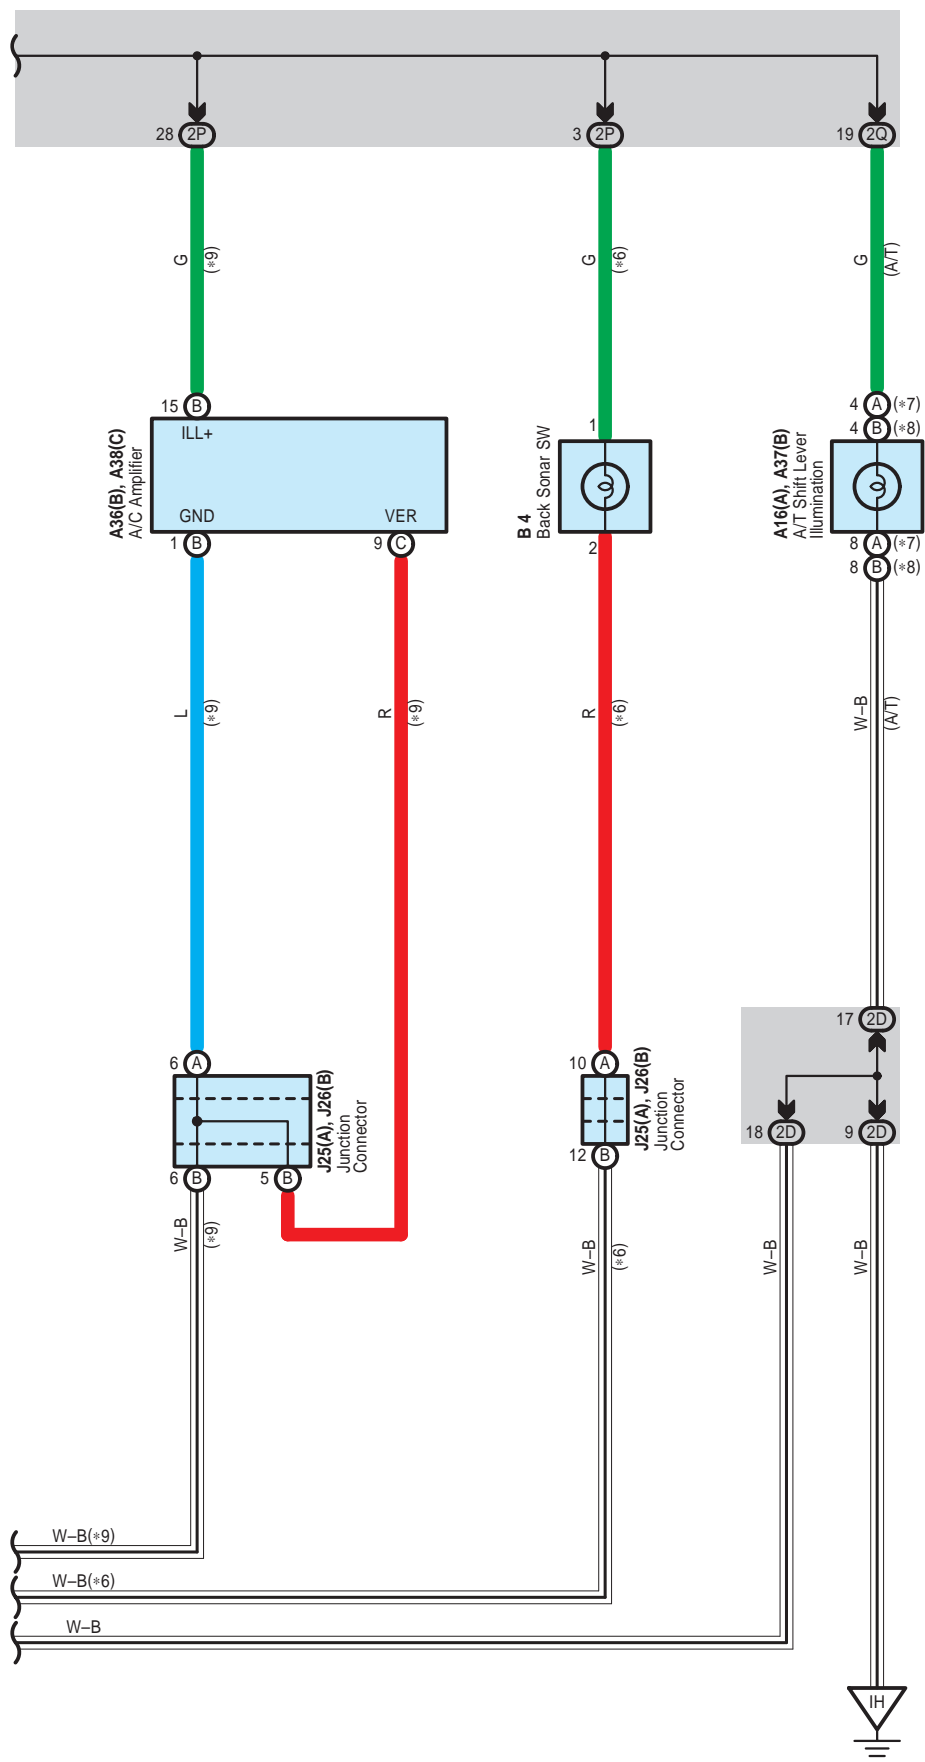 28 2P
3 2P
19 2Q
G
(*9)
G
(*6)
G
(A/T)
15 B
4 A (*7)
4 B (*8)
A36(B), A38(C)
A/C Amplifier
ILL+
GND
VER
1
B 4
Back Sonar SW
A16(A), A37(B)
A/T Shift Lever
Illumination
1 B
9 C
2
8 A (*7)
8 B (*8)
L
(*9)
R
(*9)
R
(*6)
W–B
(A/T)
17 2D
6 A
10 A
J25(A), J26(B)
Junction
Connector
J25(A), J26(B)
Junction
Connector
18 2D
9 2D
6 B
5 B
12 B
W–B
(*9)
W–B
(*6)
W–B
W–B
W–B(*9)
W–B(*6)
W–B
IH